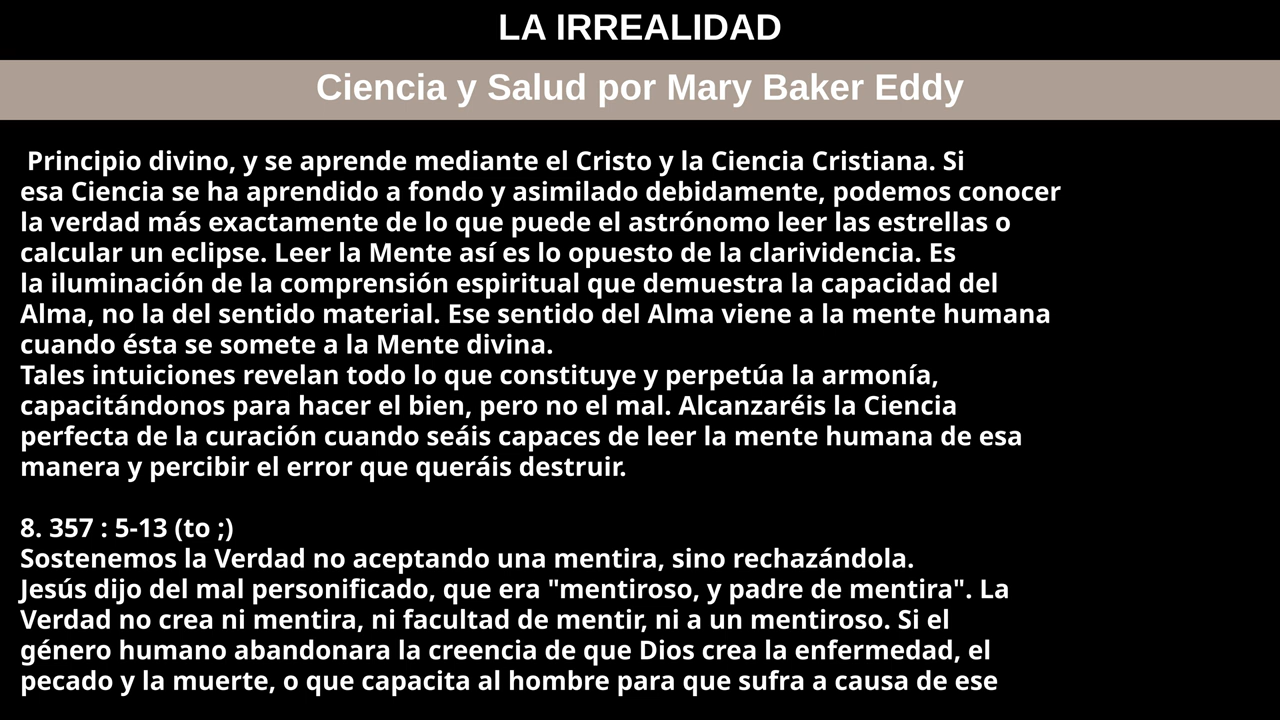 LA IRREALIDAD
Ciencia y Salud por Mary Baker Eddy
Principio divino, y se aprende mediante el Cristo y la Ciencia Cristiana. Si
esa Ciencia se ha aprendido a fondo y asimilado debidamente, podemos conocer
la verdad más exactamente de lo que puede el astrónomo leer las estrellas o
calcular un eclipse. Leer la Mente así es lo opuesto de la clarividencia. Es
la iluminación de la comprensión espiritual que demuestra la capacidad del
Alma, no la del sentido material. Ese sentido del Alma viene a la mente humana
cuando ésta se somete a la Mente divina.
Tales intuiciones revelan todo lo que constituye y perpetúa la armonía,
capacitándonos para hacer el bien, pero no el mal. Alcanzaréis la Ciencia
perfecta de la curación cuando seáis capaces de leer la mente humana de esa
manera y percibir el error que queráis destruir.
8. 357 : 5-13 (to ;)
Sostenemos la Verdad no aceptando una mentira, sino rechazándola.
Jesús dijo del mal personificado, que era "mentiroso, y padre de mentira". La
Verdad no crea ni mentira, ni facultad de mentir, ni a un mentiroso. Si el
género humano abandonara la creencia de que Dios crea la enfermedad, el
pecado y la muerte, o que capacita al hombre para que sufra a causa de ese